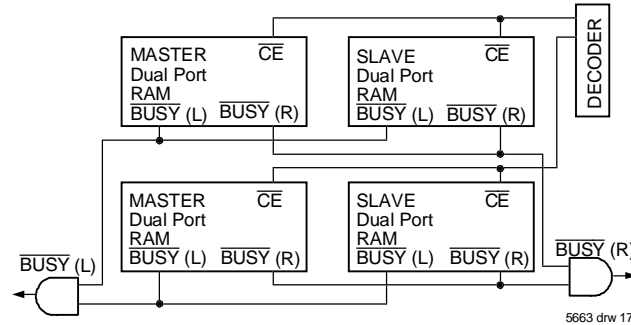 MASTER
Dual Port
RAM
CE
BUSY (L) BUSY (R)
SLAVE
Dual Port
RAM
CE
BUSY (L) BUSY (R)
DECODER
MASTER
Dual Port
RAM
CE
BUSY (L) BUSY (R)
SLAVE
Dual Port
RAM
CE
BUSY (L) BUSY (R)
BUSY (L)
BUSY (R)
5663 drw 17